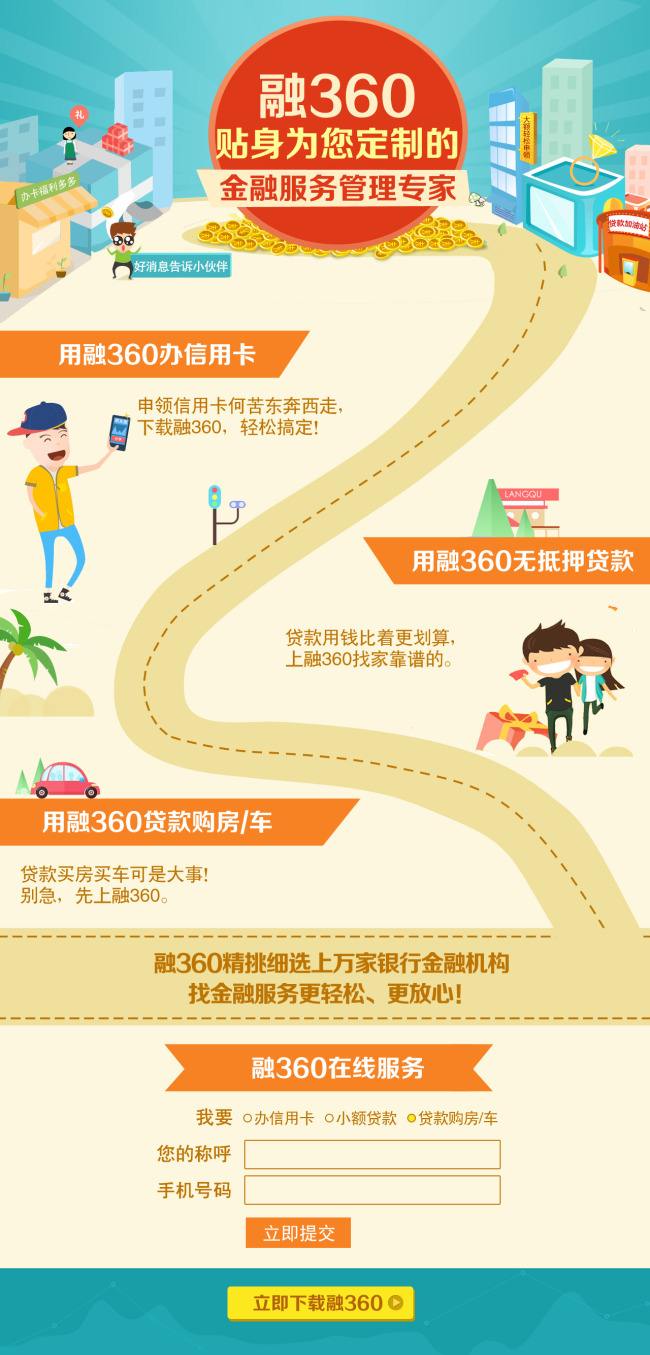 融360
贴身为您定制的
金融服务管理专家
礼
办卡福利多多
大额轻松申领
贷款加油站
好消息告诉小伙伴
用融360办信用卡
申领信用卡何苦东奔西走，
下载融360，轻松搞定！
LANGQU
用融360无抵押贷款
贷款用钱比着更划算，
上融360找家靠谱的。
用融360贷款购房/车
贷款买房买车可是大事！
别急，先上融360。
融360精挑细选上万家银行金融机构
找金融服务更轻松、更放心！
融360在线服务
我要 办信用卡 小额贷款 贷款购房/车
您的称呼
手机号码
立即提交
立即下载融360